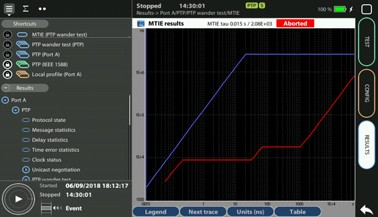 Stopped
14:30:01
100 %
Results-> Port A/PTP/PTP wander test/MTIE
Shortcuts
MTIE (PTP wander test)
PTP wander test (PTP)
PTP (Port A)
PTP (IEEE 1588)
Local profile (Port A)
Results
Port A
PTP
Protocol state
Message statistics
Delay statistics
Time error statistics
Clock status
Unicast negotiation
PTP wander test
Started 06/09/2018 18:12:17
Stopped 14:30:01
Event
MTIE results
MTIE tau 0.015 s / 2.08E+03
Aborted
Legend
Next trace
Units (ns)
Table
TEST
CONFIG
RESULTS